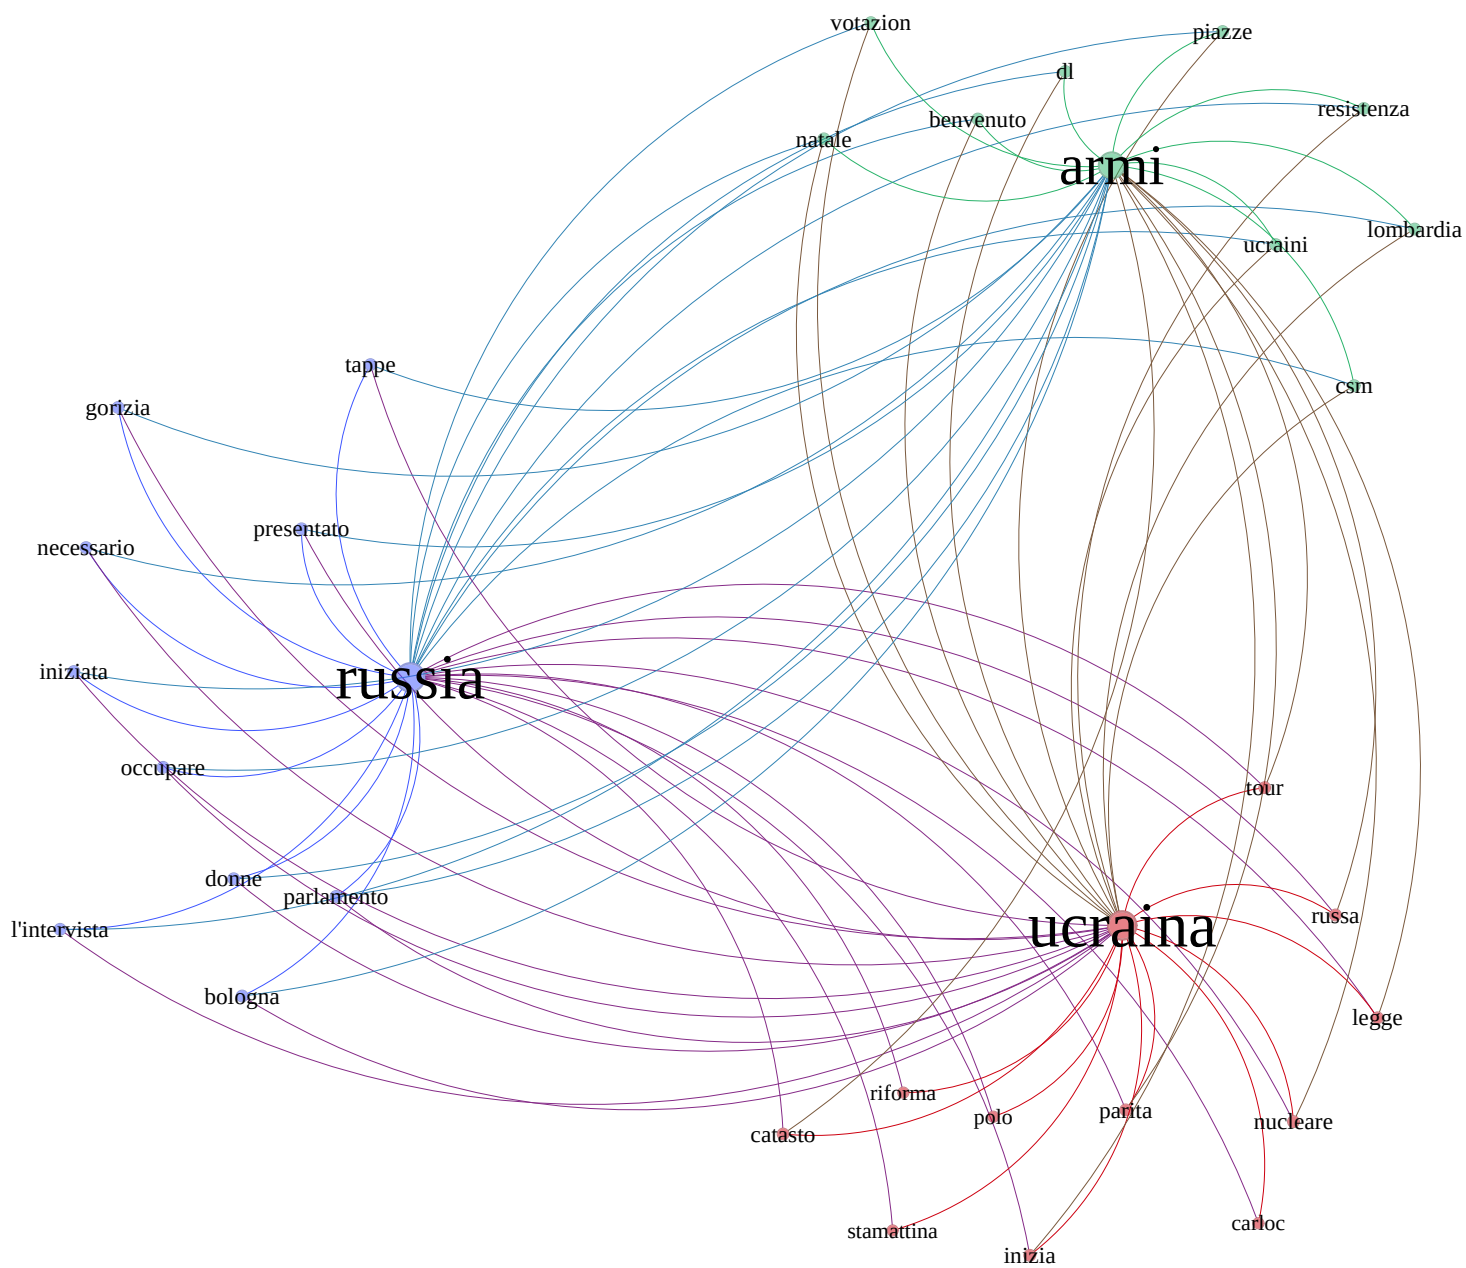 votazion
piazze
dl
resistenza
benvenuto
natale
armi
lombardia
ucraini
tappe
csm
gorizia
presentato
necessario
iniziata
russia
occupare
tour
donne
parlamento
l'intervista
ucraina
russa
bologna
legge
riforma
polo
parita
nucleare
catasto
stamattina
carloc
inizia